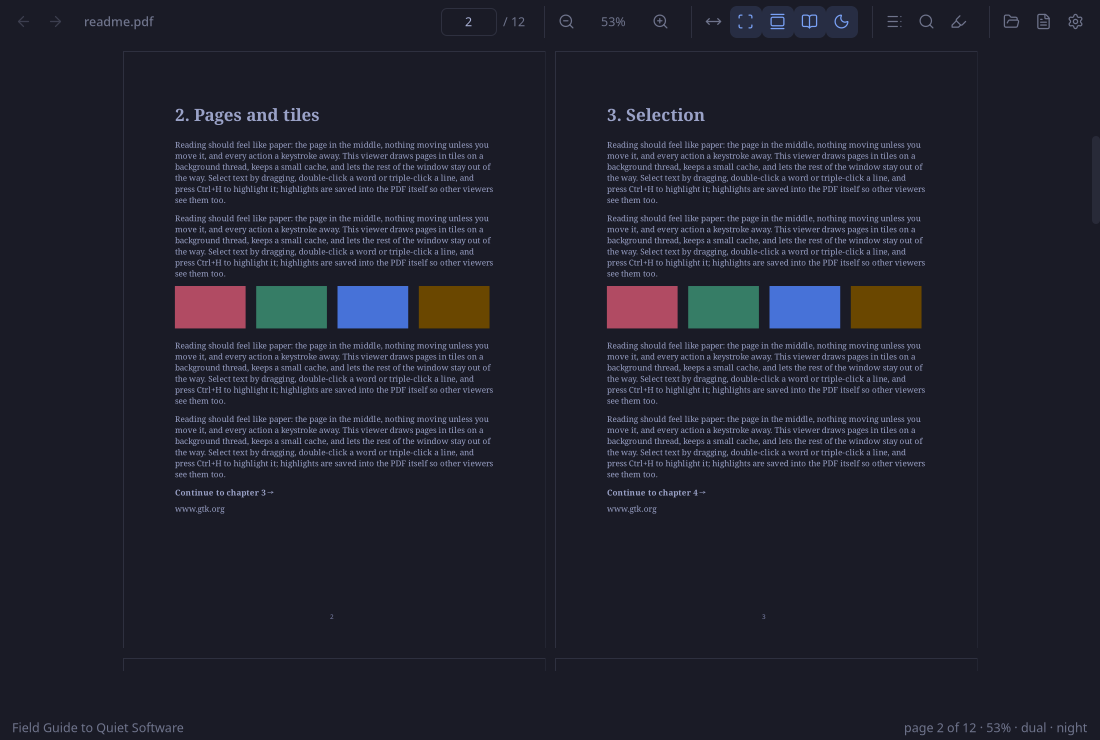 readme.pdf
2 / 12
53%
2. Pages and tiles
Reading should feel like paper: the page in the middle, nothing moving unless you
move it, and every action a keystroke away. This viewer draws pages in tiles on a
background thread, keeps a small cache, and lets the rest of the window stay out of
the way. Select text by dragging, double-click a word or triple-click a line, and
press Ctrl+H to highlight it; highlights are saved into the PDF itself so other viewers
see them too.
Reading should feel like paper: the page in the middle, nothing moving unless you
move it, and every action a keystroke away. This viewer draws pages in tiles on a
background thread, keeps a small cache, and lets the rest of the window stay out of
the way. Select text by dragging, double-click a word or triple-click a line, and
press Ctrl+H to highlight it; highlights are saved into the PDF itself so other viewers
see them too.
Reading should feel like paper: the page in the middle, nothing moving unless you
move it, and every action a keystroke away. This viewer draws pages in tiles on a
background thread, keeps a small cache, and lets the rest of the window stay out of
the way. Select text by dragging, double-click a word or triple-click a line, and
press Ctrl+H to highlight it; highlights are saved into the PDF itself so other viewers
see them too.
Reading should feel like paper: the page in the middle, nothing moving unless you
move it, and every action a keystroke away. This viewer draws pages in tiles on a
background thread, keeps a small cache, and lets the rest of the window stay out of
the way. Select text by dragging, double-click a word or triple-click a line, and
press Ctrl+H to highlight it; highlights are saved into the PDF itself so other viewers
see them too.
Continue to chapter 3→
www.gtk.org
2
3. Selection
Reading should feel like paper: the page in the middle, nothing moving unless you
move it, and every action a keystroke away. This viewer draws pages in tiles on a
background thread, keeps a small cache, and lets the rest of the window stay out of
the way. Select text by dragging, double-click a word or triple-click a line, and
press Ctrl+H to highlight it; highlights are saved into the PDF itself so other viewers
see them too.
Reading should feel like paper: the page in the middle, nothing moving unless you
move it, and every action a keystroke away. This viewer draws pages in tiles on a
background thread, keeps a small cache, and lets the rest of the window stay out of
the way. Select text by dragging, double-click a word or triple-click a line, and
press Ctrl+H to highlight it; highlights are saved into the PDF itself so other viewers
see them too.
Reading should feel like paper: the page in the middle, nothing moving unless you
move it, and every action a keystroke away. This viewer draws pages in tiles on a
background thread, keeps a small cache, and lets the rest of the window stay out of
the way. Select text by dragging, double-click a word or triple-click a line, and
press Ctrl+H to highlight it; highlights are saved into the PDF itself so other viewers
see them too.
Reading should feel like paper: the page in the middle, nothing moving unless you
move it, and every action a keystroke away. This viewer draws pages in tiles on a
background thread, keeps a small cache, and lets the rest of the window stay out of
the way. Select text by dragging, double-click a word or triple-click a line, and
press Ctrl+H to highlight it; highlights are saved into the PDF itself so other viewers
see them too.
Continue to chapter 4→
www.gtk.org
3
Field Guide to Quiet Software
page 2 of 12 · 53% · dual · night